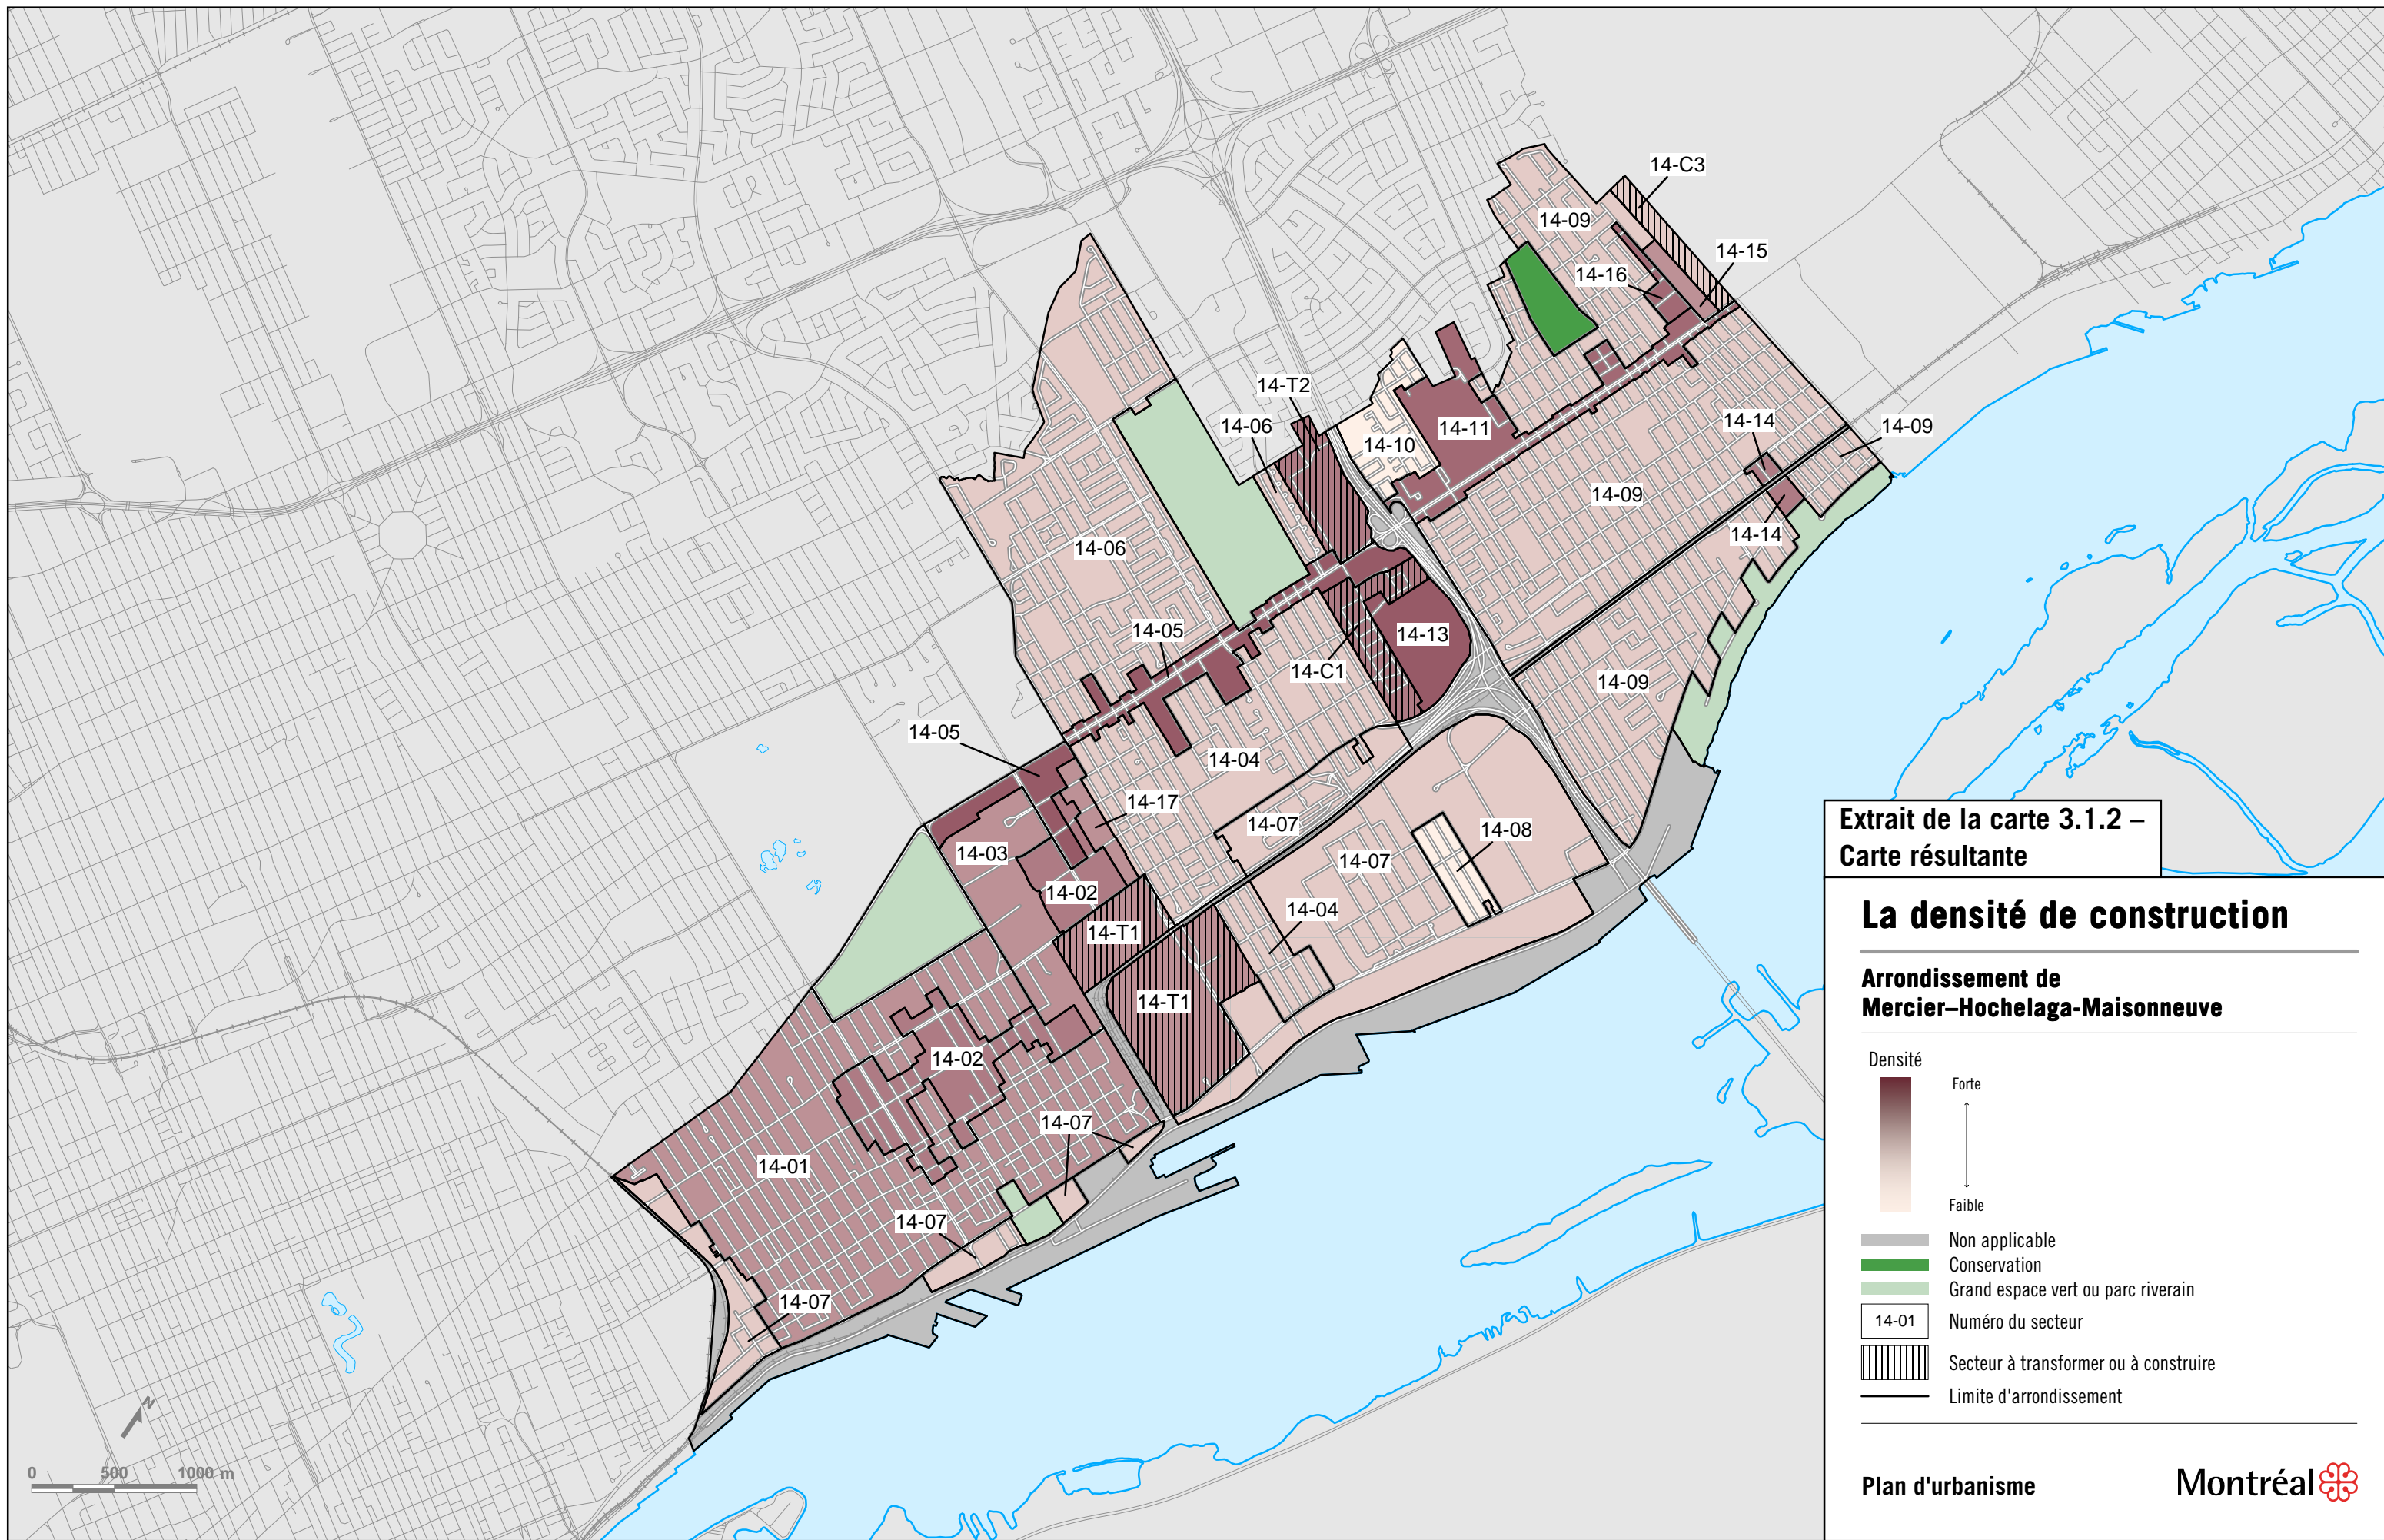 14-C3
14-09
14-15
14-16
14-T2
14-06
14-14
14-09
14-11
14-10
14-09
14-14
14-06
14-05
14-13
14-C1
14-09
14-05
14-04
14-17
14-07
14-08
14-03
14-07
14-02
14-04
14-T1
14-T1
14-02
14-07
14-01
14-07
14-07
Extrait de la carte 3.1.2 –
Carte résultante
La densité de construction
Arrondissement de
Mercier–Hochelaga-Maisonneuve
Densité
Forte
Faible
Non applicable
Conservation
Grand espace vert ou parc riverain
14-01 Numéro du secteur
Secteur à transformer ou à construire
Limite d'arrondissement
Plan d'urbanisme
Montréal
N
0 500 1000 m